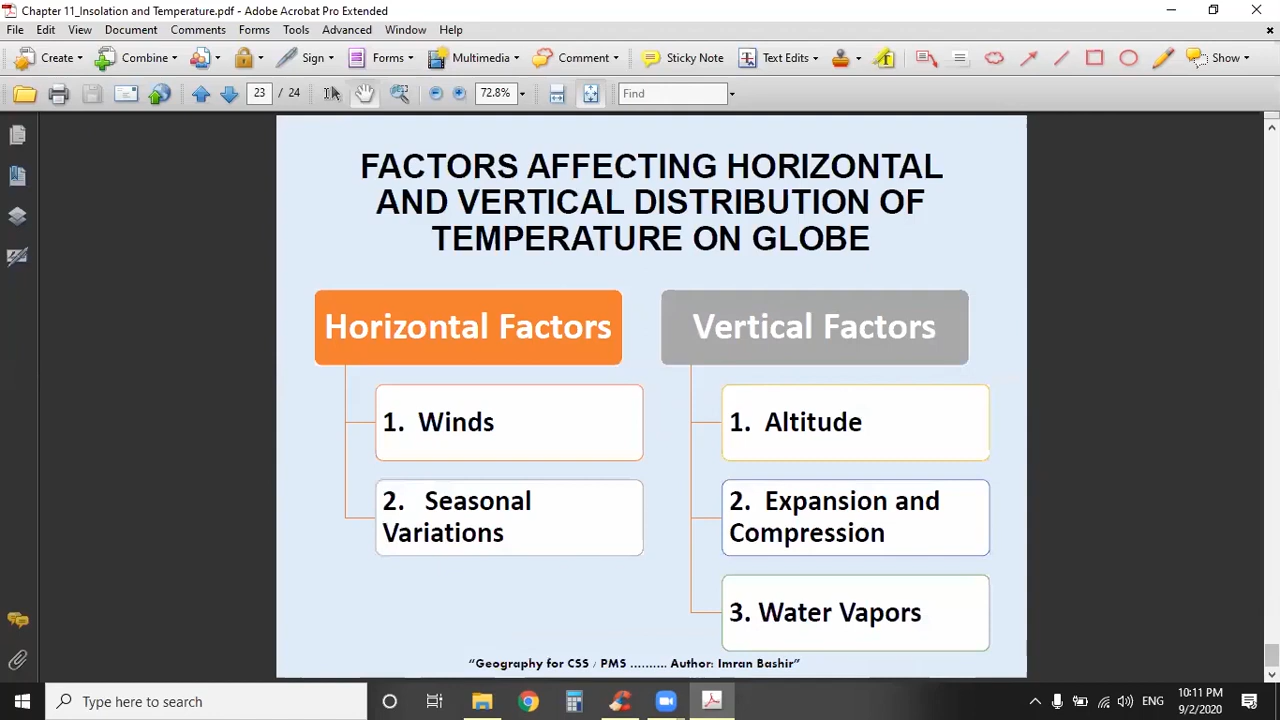 Chapter 11_Insolation and Temperature.pdf - Adobe Acrobat Pro Extended
File Edit View Document Comments Forms Tools Advanced Window Help
Create Combine Sign Forms Multimedia Comment Sticky Note Text Edits Show
23 / 24 72.8% Find
FACTORS AFFECTING HORIZONTAL
AND VERTICAL DISTRIBUTION OF
TEMPERATURE ON GLOBE
Horizontal Factors
1. Winds
2. Seasonal
Variations
Vertical Factors
1. Altitude
2. Expansion and
Compression
3. Water Vapors
“Geography for CSS / PMS .......... Author: Imran Bashir”
Type here to search
ENG
10:11 PM
9/2/2020